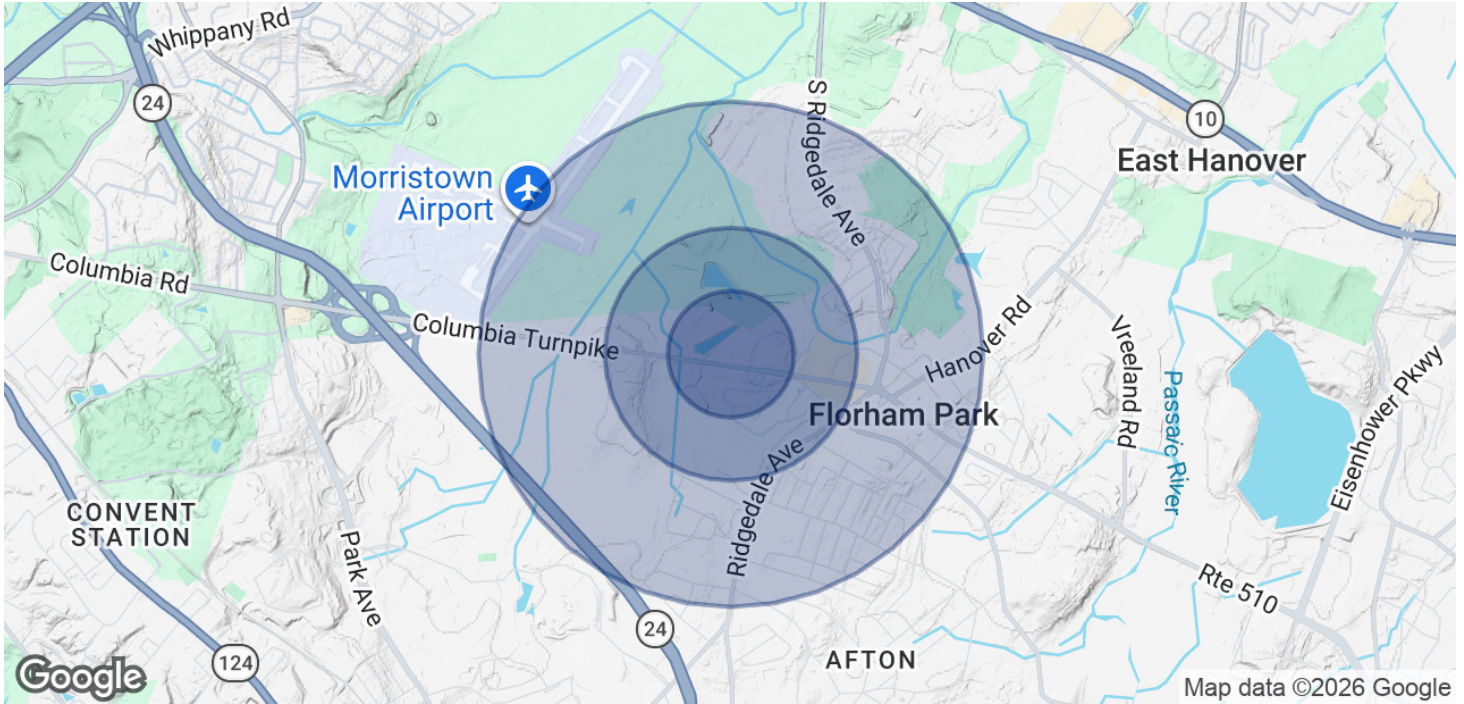 Whippany Rd
24
S Ridgedale Ave
10
East Hanover
Morristown
Airport
Columbia Rd
Columbia Turnpike
Hanover Rd
Vreeland Rd
Passaic River
Eisenhower Pkwy
Florham Park
Ridgedale Ave
CONVENT
STATION
Park Ave
Rte 510
24
124
AFTON
Google
Map data ©2026 Google